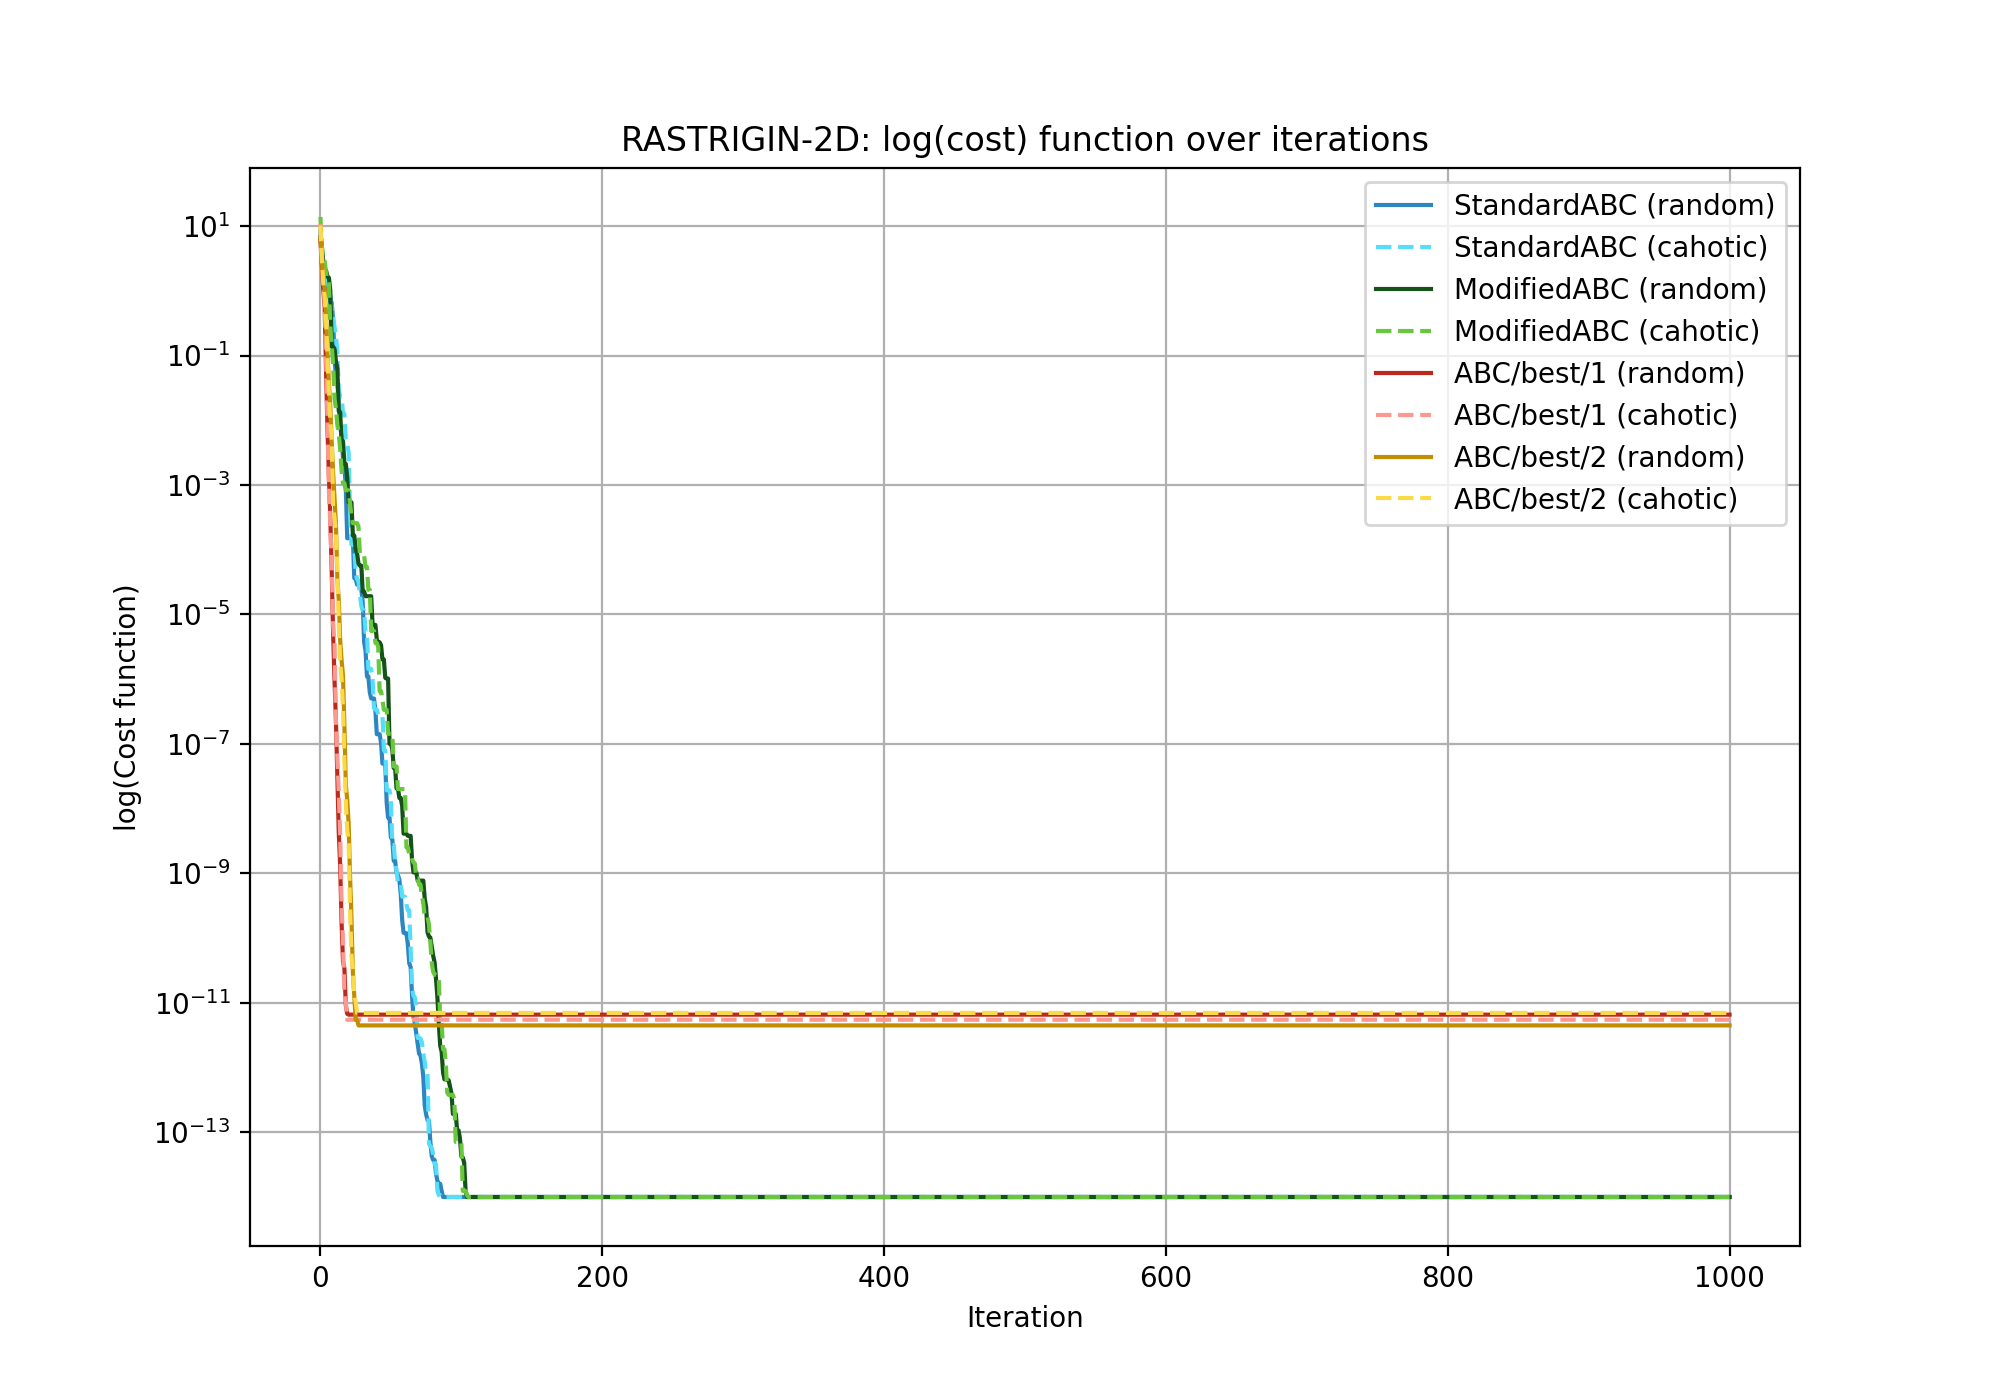 RASTRIGIN-2D: log(cost) function over iterations
StandardABC (random)
StandardABC (cahotic)
ModifiedABC (random)
ModifiedABC (cahotic)
ABC/best/1 (random)
ABC/best/1 (cahotic)
ABC/best/2 (random)
ABC/best/2 (cahotic)
log(Cost function)
10¹
10⁻¹
10⁻³
10⁻⁵
10⁻⁷
10⁻⁹
10⁻¹¹
10⁻¹³
0 200 400 600 800 1000
Iteration